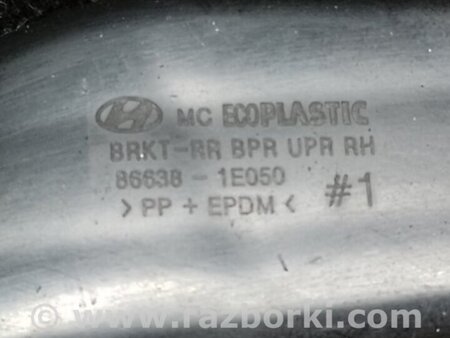 MC ECOPLASTIC
BRKT-RR BPR UPR RH
86638 - 1E050
> PP + EPDM < #1
© www.razborki.com